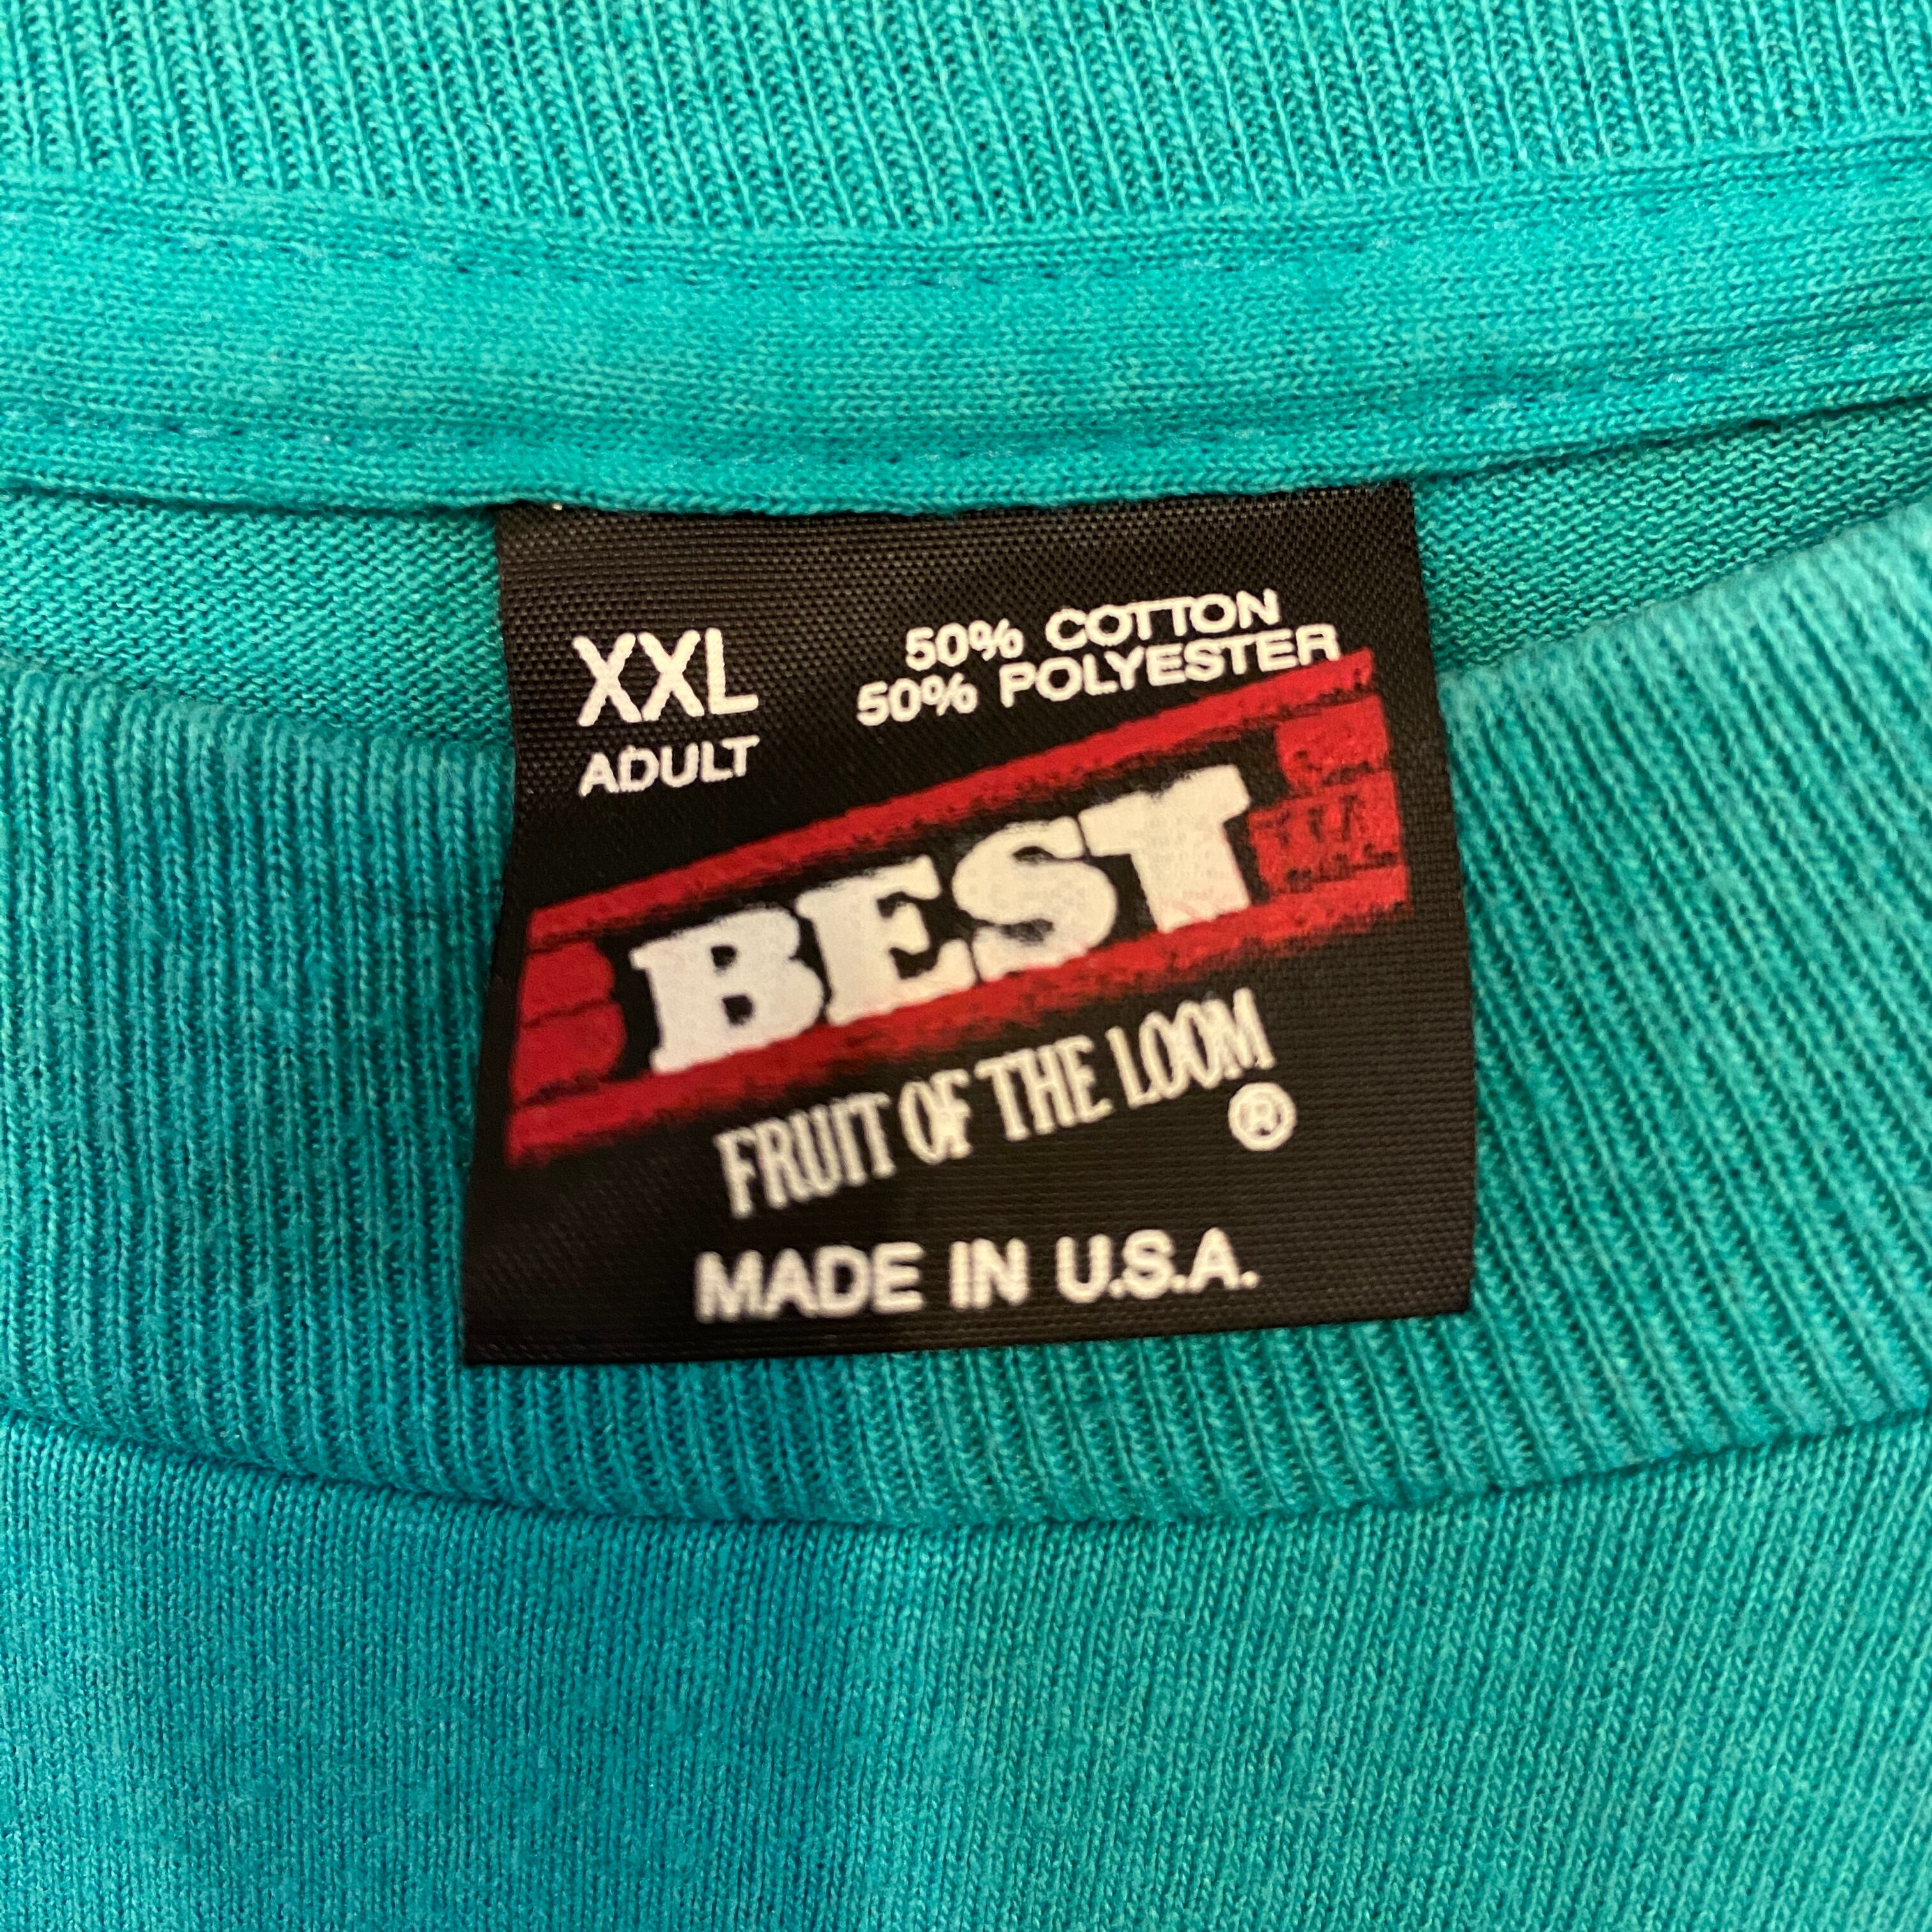 XXL
ADULT
50% COTTON
50% POLYESTER
BEST
FRUIT OF THE LOOM
®
MADE IN U.S.A.